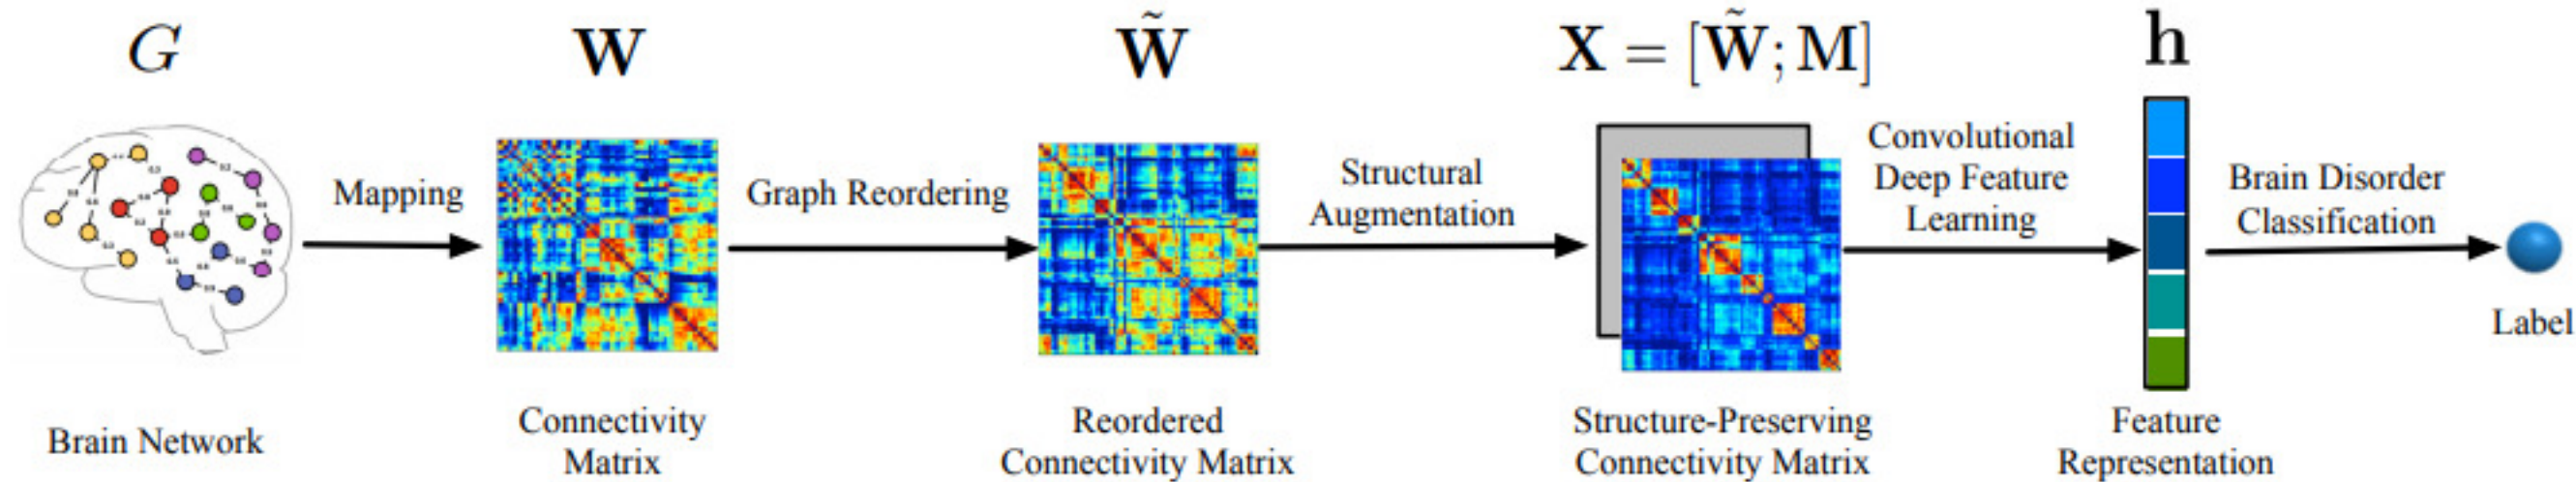 G
W
W̃
X = [W̃; M]
h
Mapping
Graph Reordering
Structural
Augmentation
Convolutional
Deep Feature
Learning
Brain Disorder
Classification
Label
Brain Network
Connectivity
Matrix
Reordered
Connectivity Matrix
Structure-Preserving
Connectivity Matrix
Feature
Representation